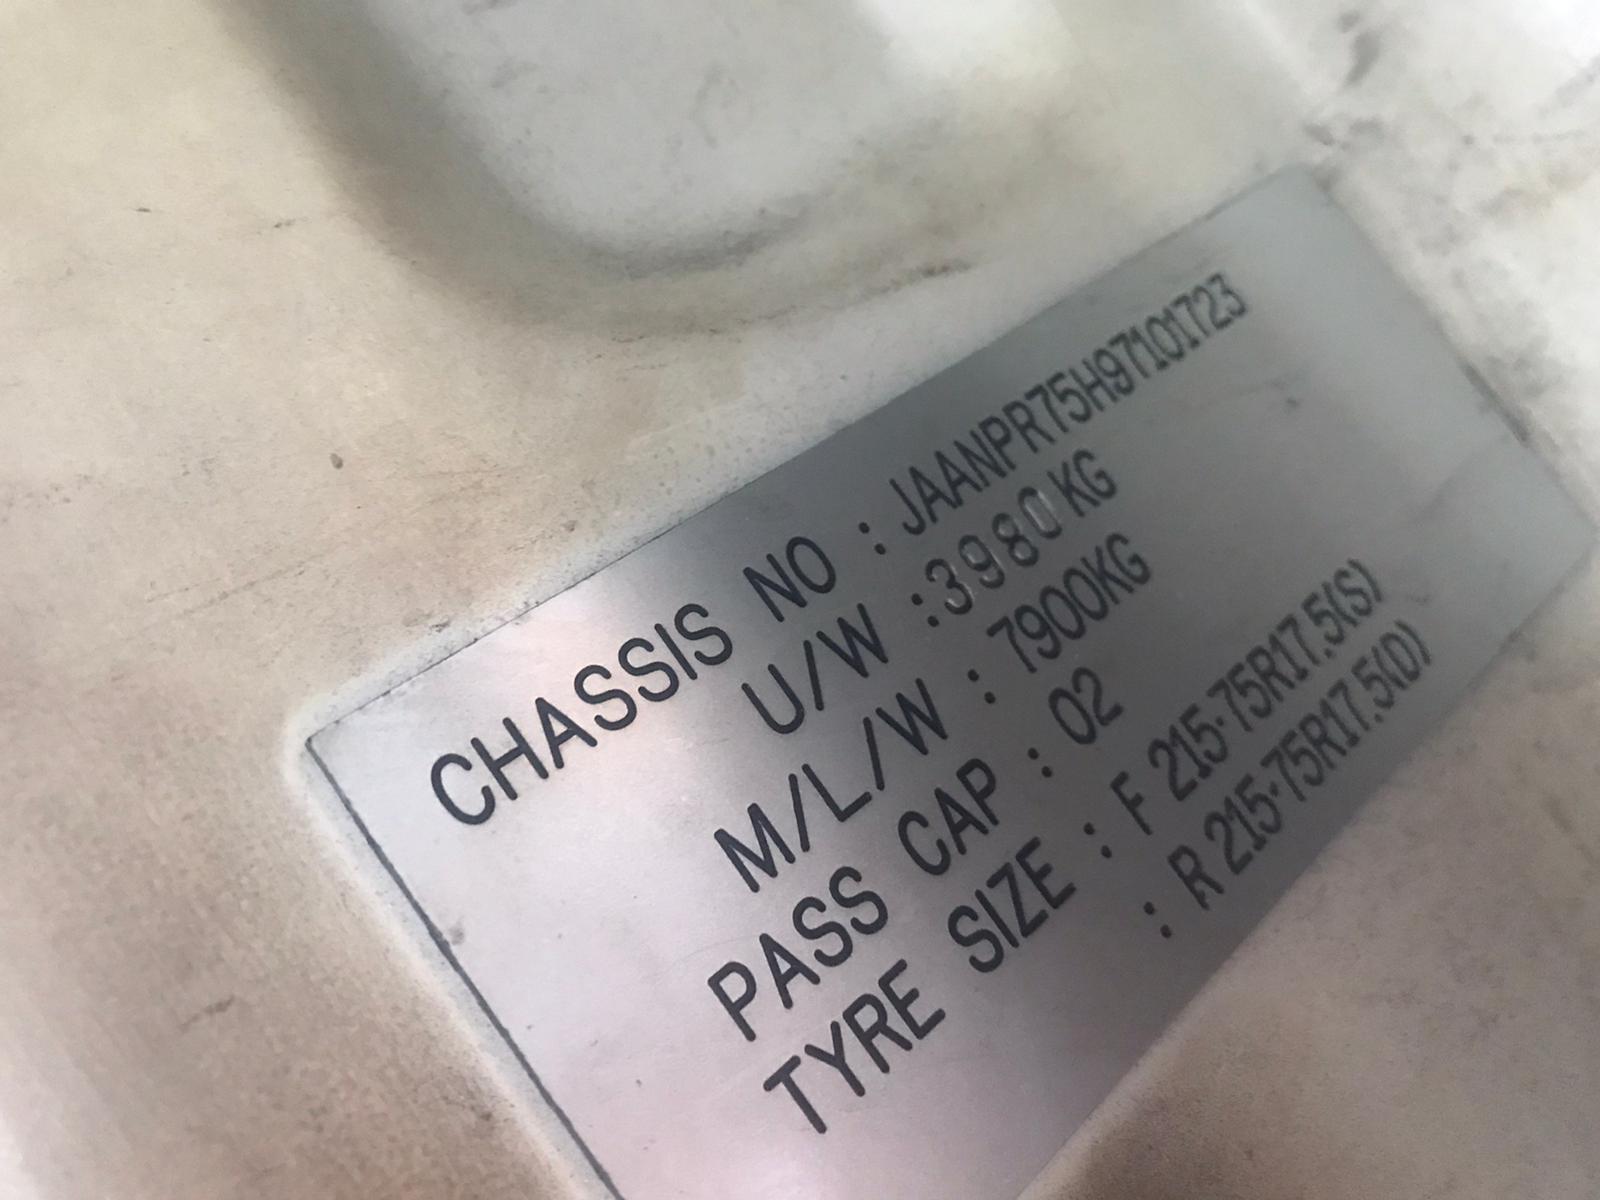 CHASSIS NO : JAANPR75H97101723
U/W : 3980 KG
M/L/W : 7900KG
PASS CAP : 02
TYRE SIZE : F 215-75R17.5(S)
: R 215-75R17.5(D)